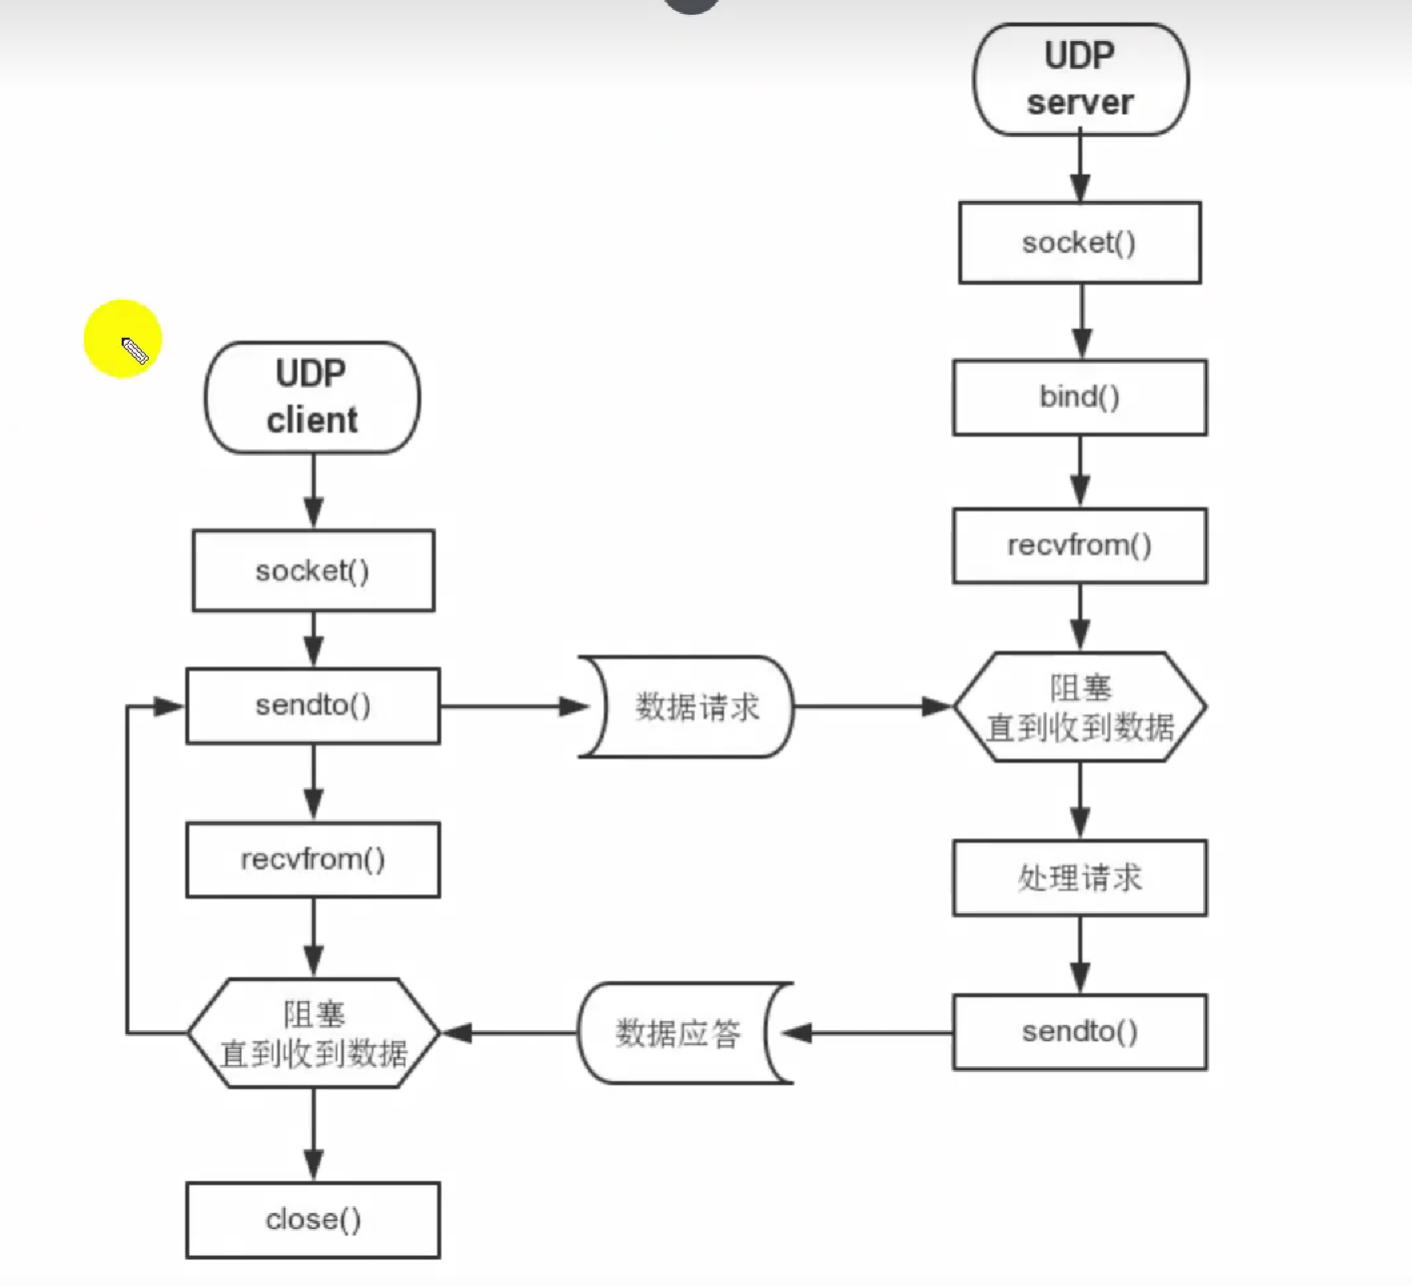 UDP
server
socket()
bind()
recvfrom()
阻塞
直到收到数据
处理请求
sendto()
UDP
client
socket()
sendto()
数据请求
recvfrom()
阻塞
直到收到数据
数据应答
close()